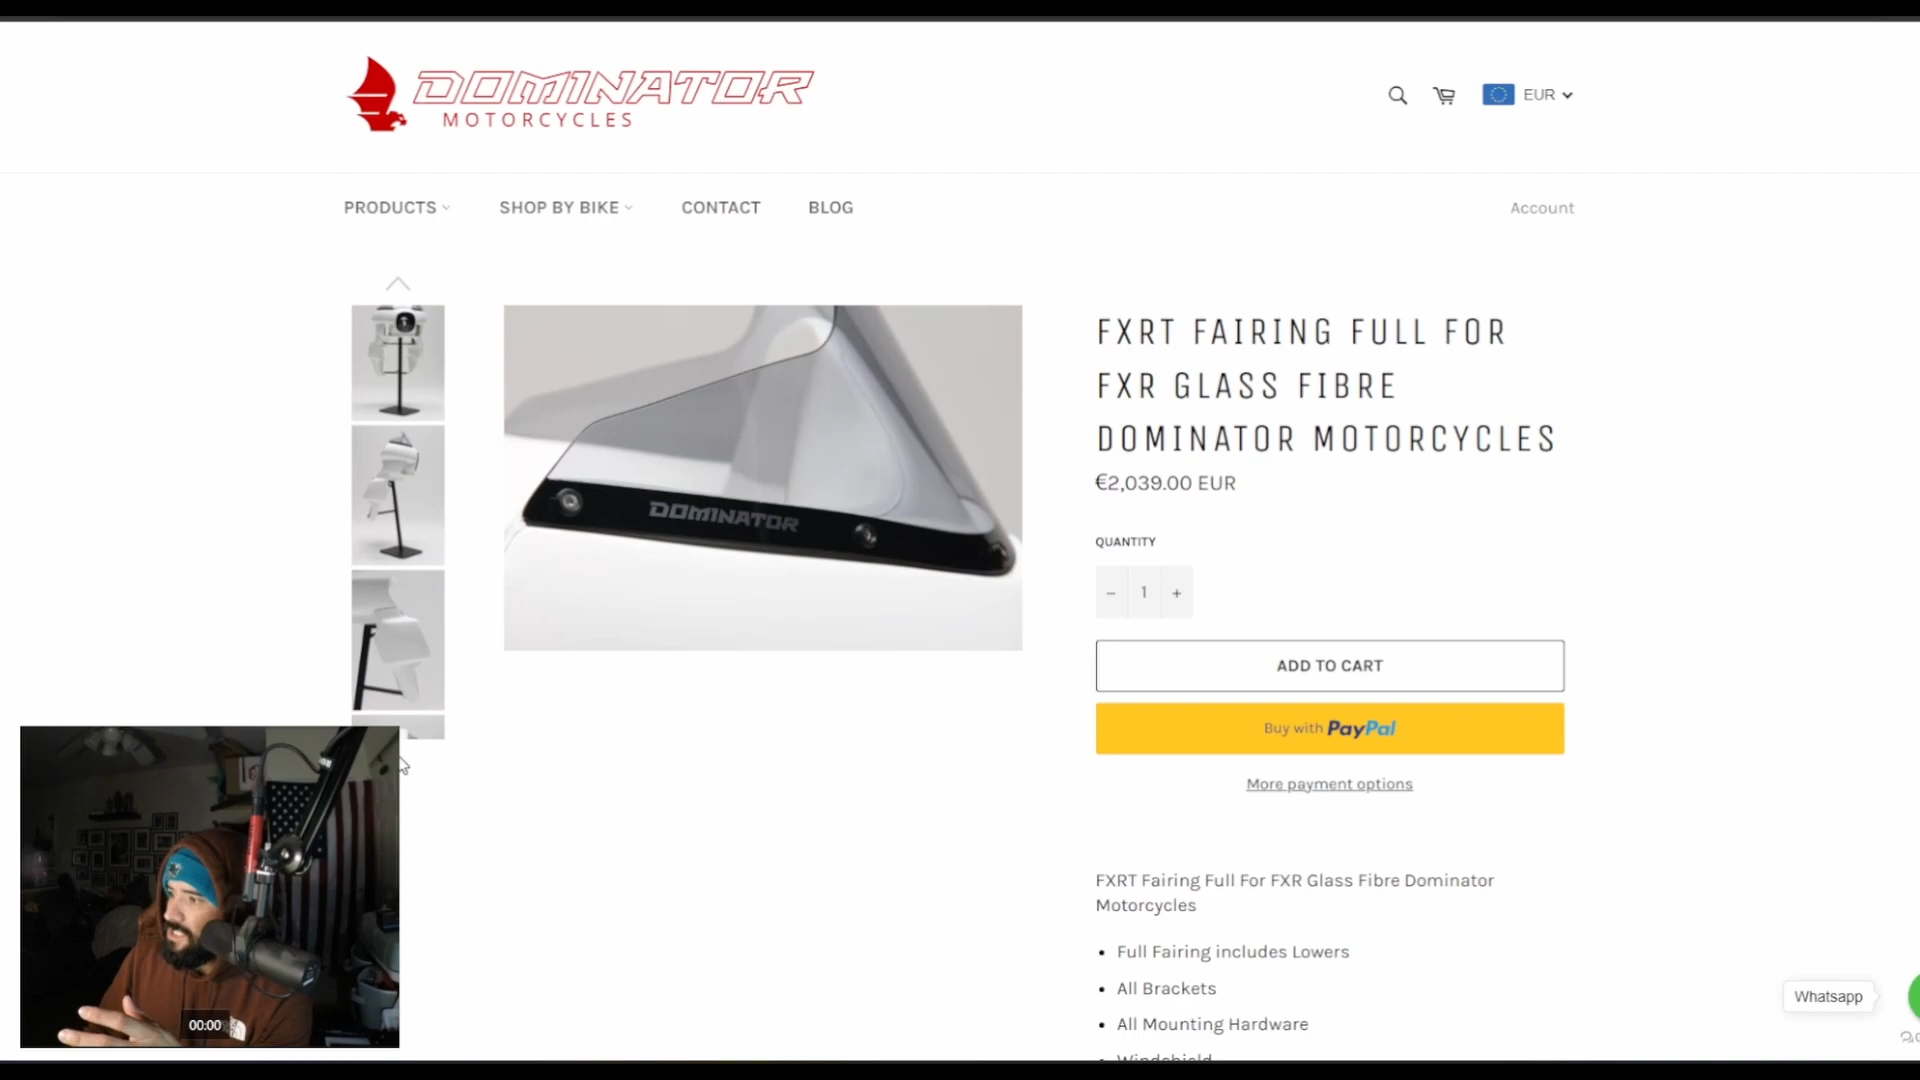 DOMINATOR
MOTORCYCLES
EUR
PRODUCTS
SHOP BY BIKE
CONTACT
BLOG
Account
FXRT FAIRING FULL FOR
FXR GLASS FIBRE
DOMINATOR MOTORCYCLES
€2,039.00 EUR
QUANTITY
− 1 +
ADD TO CART
Buy with PayPal
More payment options
DOMINATOR
FXRT Fairing Full For FXR Glass Fibre Dominator
Motorcycles
• Full Fairing includes Lowers
• All Brackets
• All Mounting Hardware
• Windshield
Whatsapp
00:00